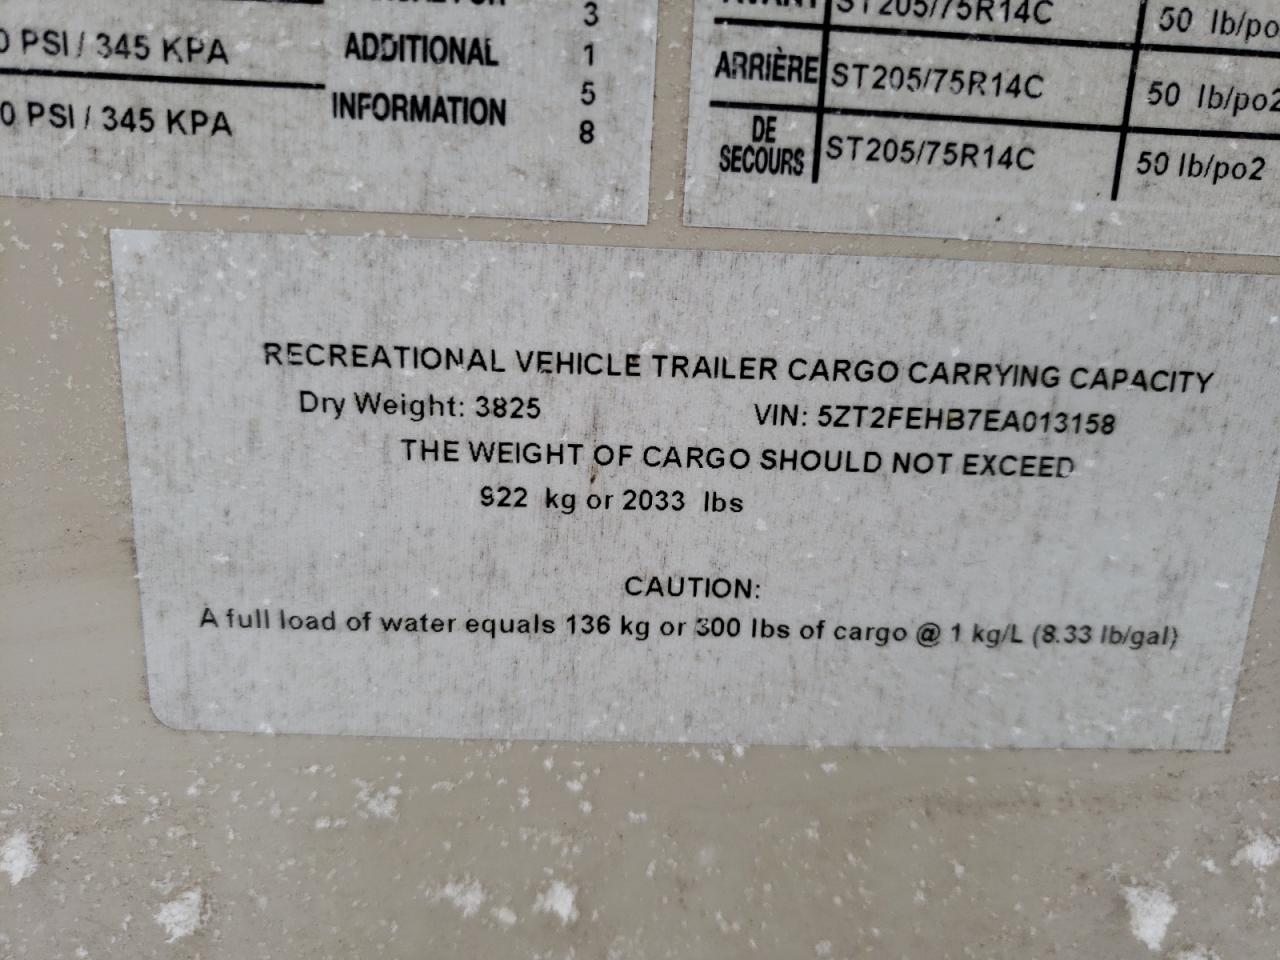 0 PSI / 345 KPA
0 PSI / 345 KPA
ADDITIONAL
INFORMATION
3
1
5
8
AVANT ST205/75R14C 50 lb/po
ARRIÈRE ST205/75R14C 50 lb/po2
DE
SECOURS ST205/75R14C 50 lb/po2
RECREATIONAL VEHICLE TRAILER CARGO CARRYING CAPACITY
Dry Weight: 3825 VIN: 5ZT2FEHB7EA013158
THE WEIGHT OF CARGO SHOULD NOT EXCEED
922 kg or 2033 lbs
CAUTION:
A full load of water equals 136 kg or 300 lbs of cargo @ 1 kg/L (8.33 lb/gal)